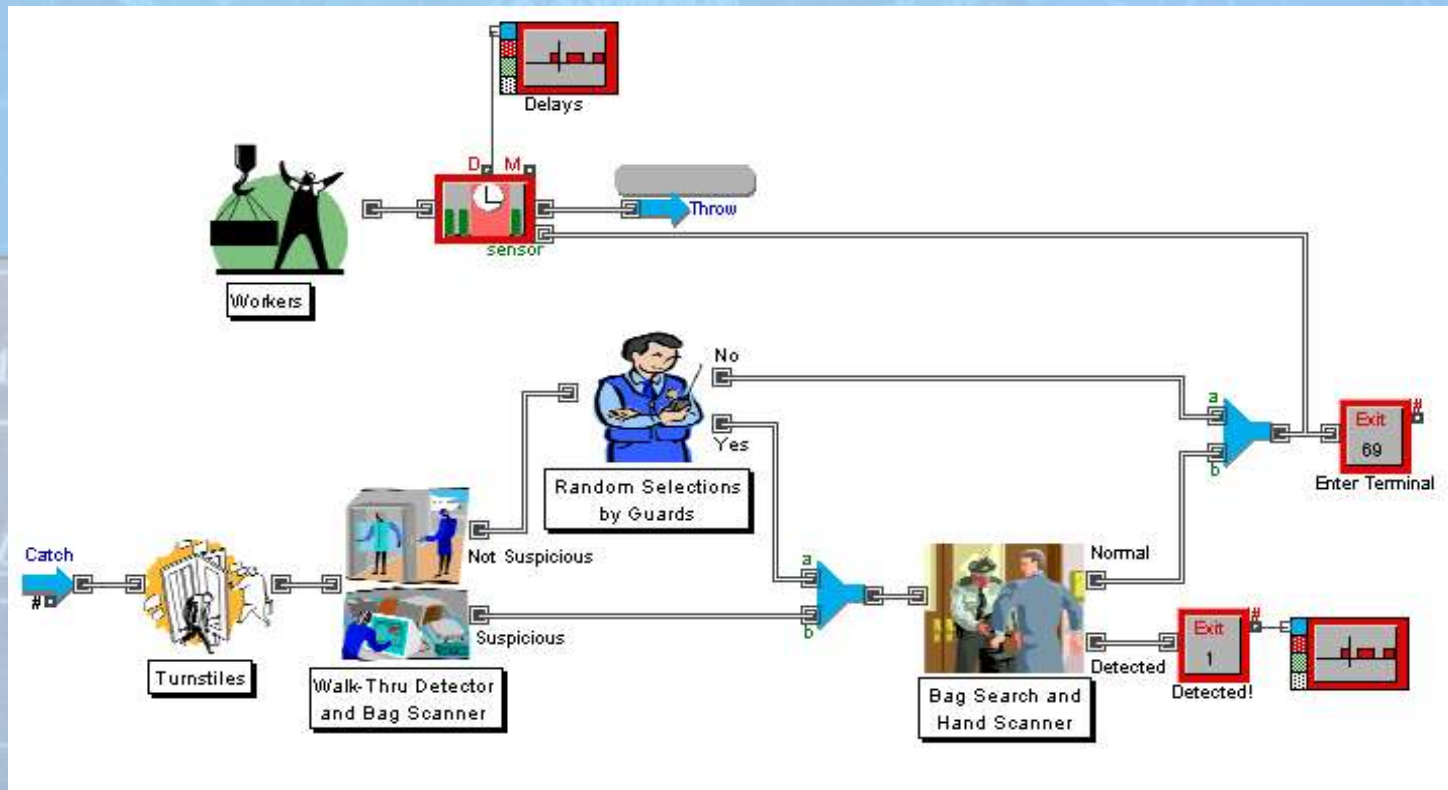 Delays
D M
Throw
sensor
Workers
No
Yes
Random Selections
by Guards
a
b
#
Exit
69
Enter Terminal
Catch
#
Turnstiles
Not Suspicious
Suspicious
Walk-Thru Detector
and Bag Scanner
a
b
Normal
Detected
Bag Search and
Hand Scanner
#
Exit
1
Detected!